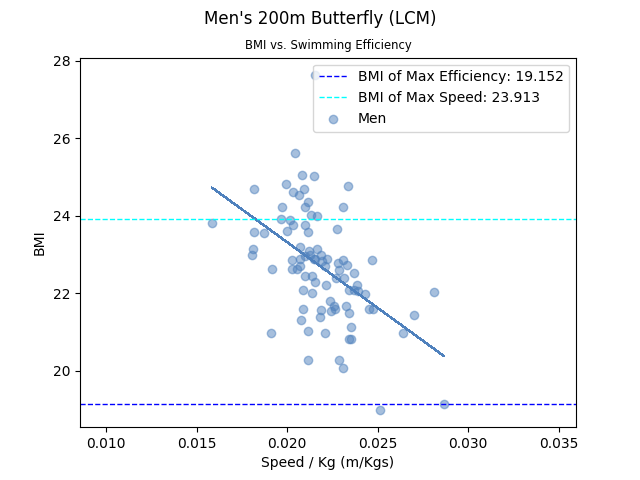 Men's 200m Butterfly (LCM)
BMI vs. Swimming Efficiency
BMI of Max Efficiency: 19.152
BMI of Max Speed: 23.913
Men
28
26
24
22
20
BMI
0.010 0.015 0.020 0.025 0.030 0.035
Speed / Kg (m/Kgs)